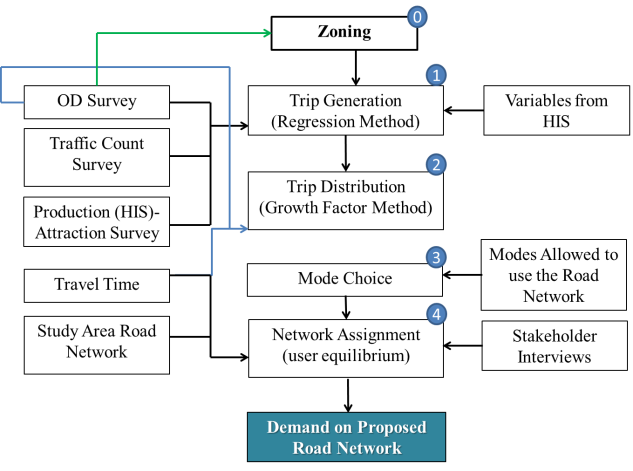 0
Zoning
1
OD Survey
Trip Generation
(Regression Method)
Variables from
HIS
Traffic Count
Survey
2
Trip Distribution
(Growth Factor Method)
Production (HIS)-
Attraction Survey
3
Modes Allowed to
use the Road
Network
Travel Time
Mode Choice
4
Study Area Road
Network
Network Assignment
(user equilibrium)
Stakeholder
Interviews
Demand on Proposed
Road Network